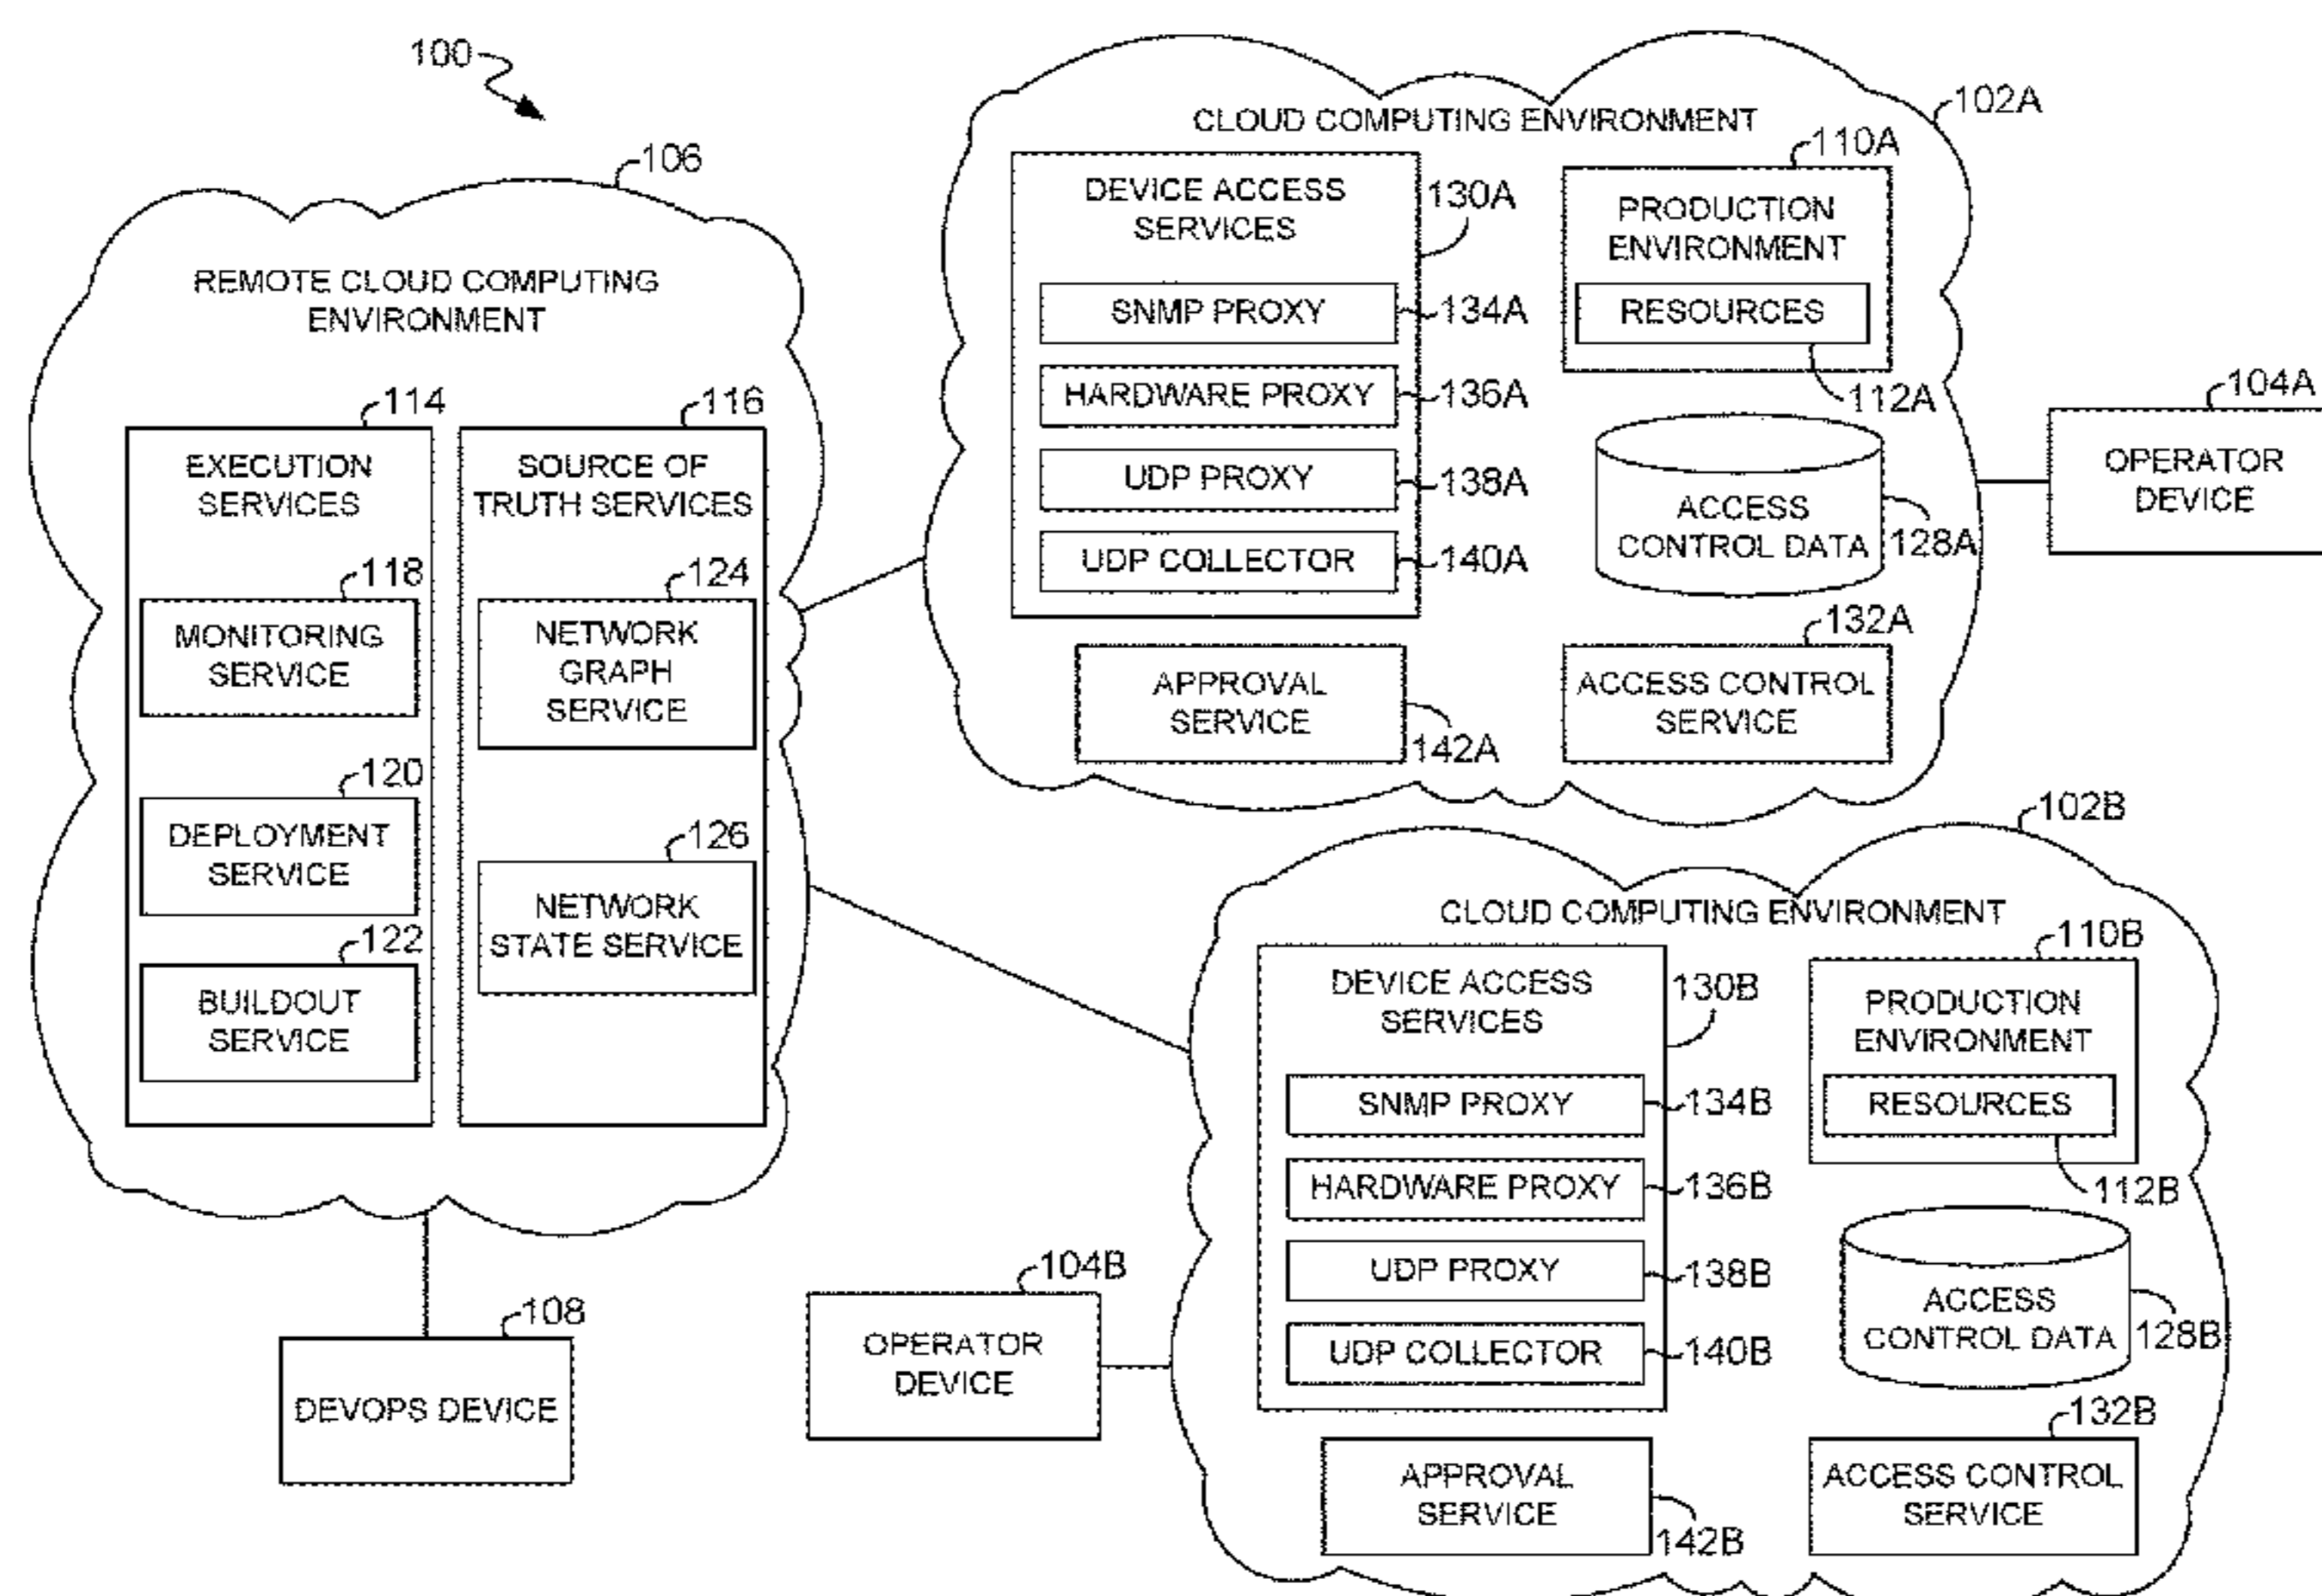 100
106
REMOTE CLOUD COMPUTING
ENVIRONMENT
114
EXECUTION
SERVICES
118
MONITORING
SERVICE
120
DEPLOYMENT
SERVICE
122
BUILDOUT
SERVICE
116
SOURCE OF
TRUTH SERVICES
124
NETWORK
GRAPH
SERVICE
126
NETWORK
STATE SERVICE
108
DEVOPS DEVICE
102A
CLOUD COMPUTING ENVIRONMENT
DEVICE ACCESS
SERVICES
130A
SNMP PROXY
134A
HARDWARE PROXY
136A
UDP PROXY
138A
UDP COLLECTOR
140A
110A
PRODUCTION
ENVIRONMENT
RESOURCES
112A
ACCESS
CONTROL DATA
128A
APPROVAL
SERVICE
142A
132A
ACCESS CONTROL
SERVICE
104A
OPERATOR
DEVICE
102B
CLOUD COMPUTING ENVIRONMENT
DEVICE ACCESS
SERVICES
130B
SNMP PROXY
134B
HARDWARE PROXY
136B
UDP PROXY
138B
UDP COLLECTOR
140B
110B
PRODUCTION
ENVIRONMENT
RESOURCES
112B
ACCESS
CONTROL DATA
128B
APPROVAL
SERVICE
142B
132B
ACCESS CONTROL
SERVICE
104B
OPERATOR
DEVICE